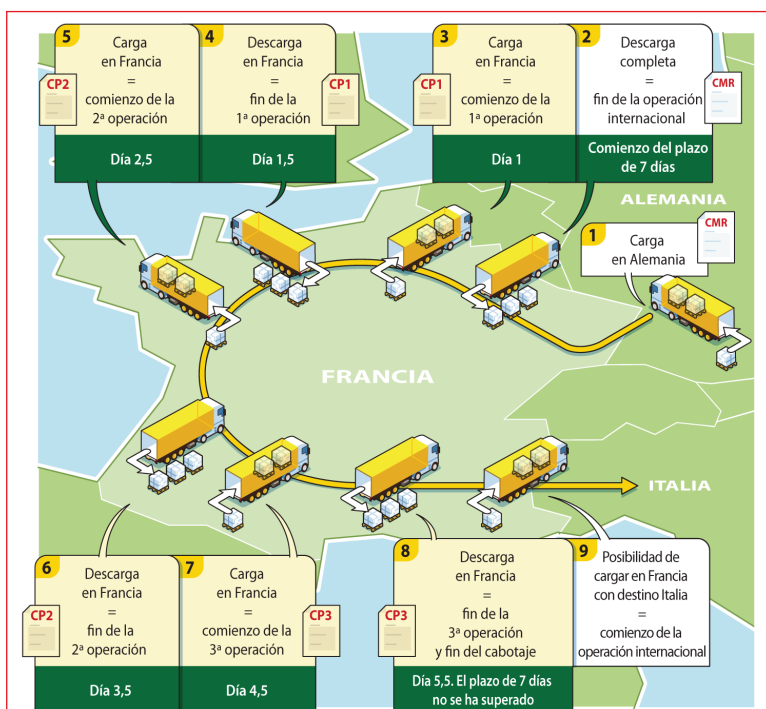 5
Carga
en Francia
=
comienzo de la
2ª operación
CP2
Día 2,5
4
Descarga
en Francia
=
fin de la
1ª operación
CP1
Día 1,5
3
Carga
en Francia
=
comienzo de la
1ª operación
CP1
Día 1
2
Descarga
completa
=
fin de la operación
internacional
CMR
Comienzo del plazo
de 7 días
ALEMANIA
1
Carga
en Alemania
CMR
FRANCIA
ITALIA
6
Descarga
en Francia
=
fin de la
2ª operación
CP2
Día 3,5
7
Carga
en Francia
=
comienzo de la
3ª operación
CP3
Día 4,5
8
Descarga
en Francia
=
fin de la
3ª operación
y fin del cabotaje
CP3
Día 5,5. El plazo de 7 días
no se ha superado
9
Posibilidad de
cargar en Francia
con destino Italia
=
comienzo de la
operación internacional